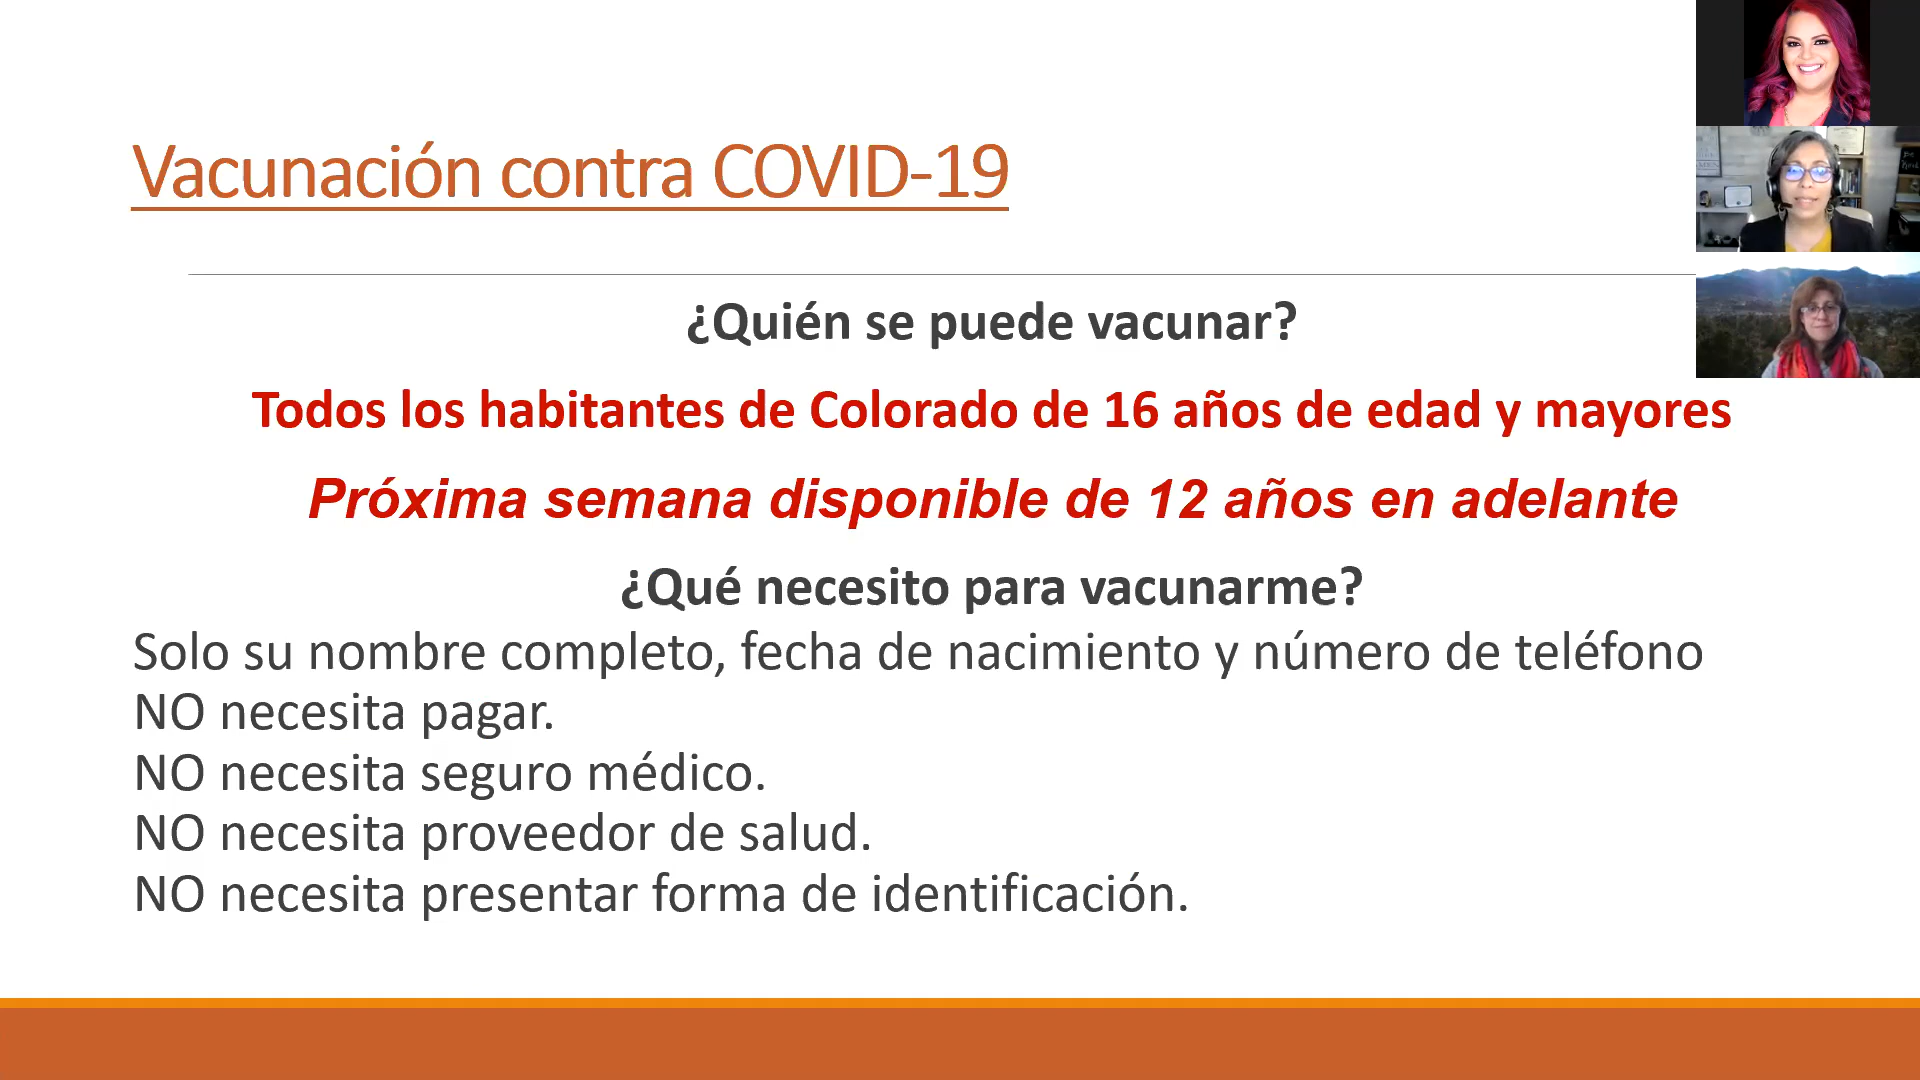 Vacunación contra COVID-19
¿Quién se puede vacunar?
Todos los habitantes de Colorado de 16 años de edad y mayores
Próxima semana disponible de 12 años en adelante
¿Qué necesito para vacunarme?
Solo su nombre completo, fecha de nacimiento y número de teléfono
NO necesita pagar.
NO necesita seguro médico.
NO necesita proveedor de salud.
NO necesita presentar forma de identificación.